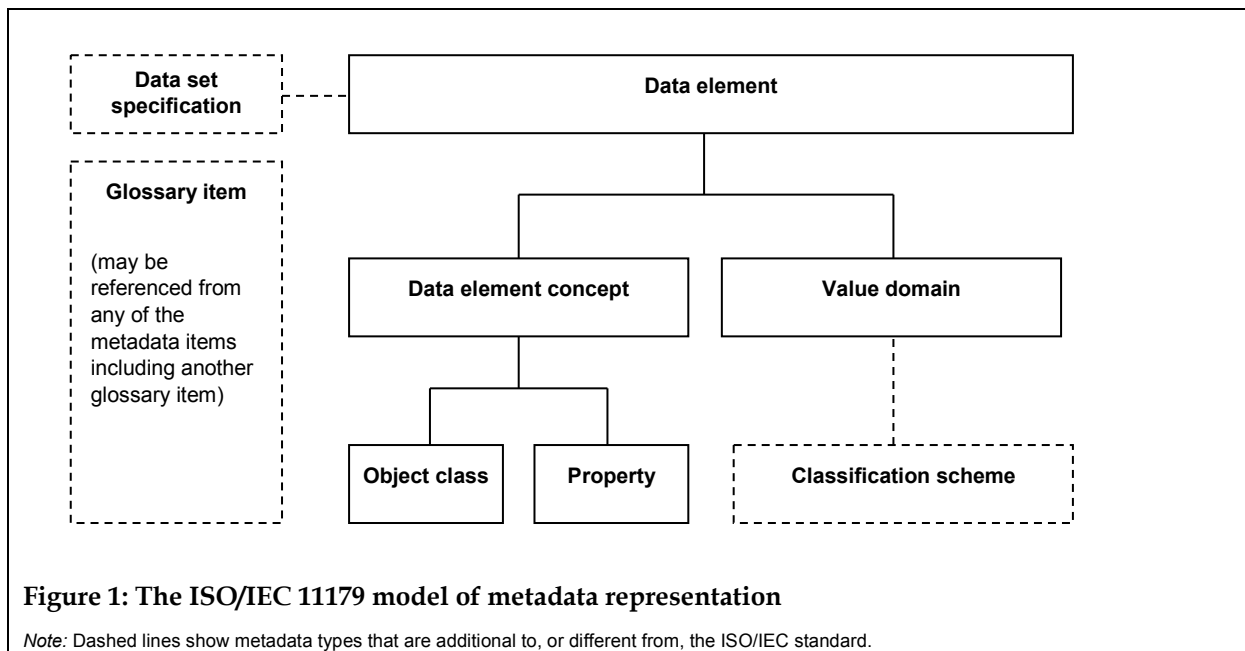 Data set
specification
Data element
Glossary item
(may be
referenced from
any of the
metadata items
including another
glossary item)
Data element concept
Value domain
Object class
Property
Classification scheme
Figure 1: The ISO/IEC 11179 model of metadata representation
Note: Dashed lines show metadata types that are additional to, or different from, the ISO/IEC standard.